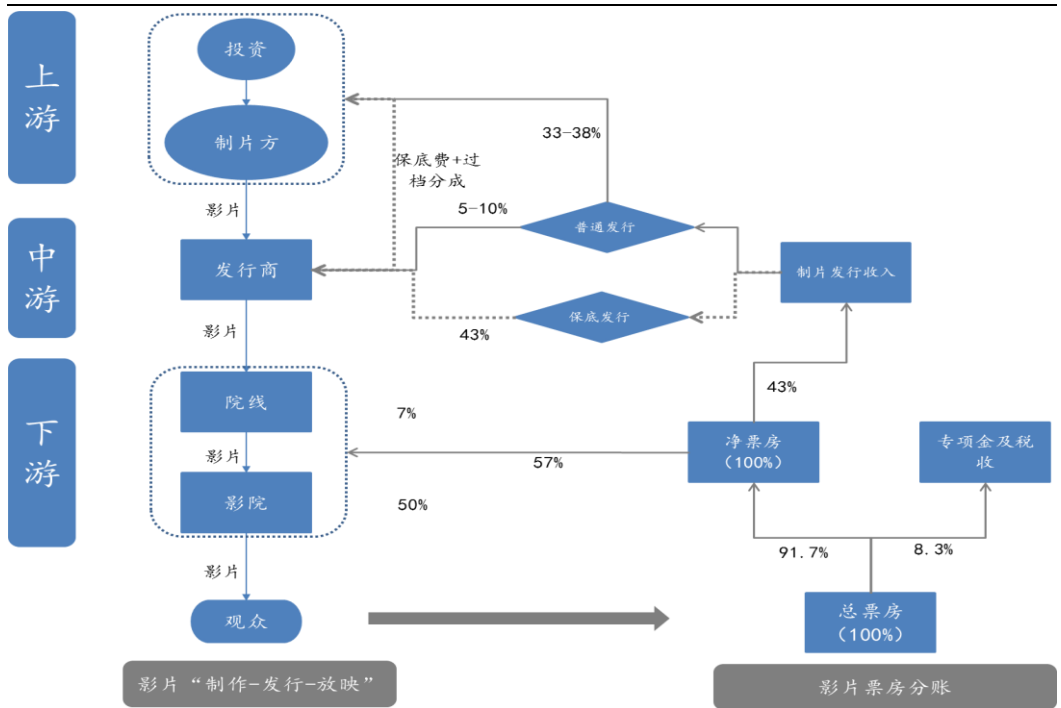 上
游
投资
制片方
33-38%
保底费+过
档分成
影片
5-10%
普通发行
中
游
发行商
制片发行收入
保底发行
影片
43%
下
游
院线
43%
7%
净票房
(100%)
专项金及税
收
影片
57%
影院
50%
91.7%
8.3%
影片
观众
总票房
(100%)
影片“制作-发行-放映”
影片票房分账